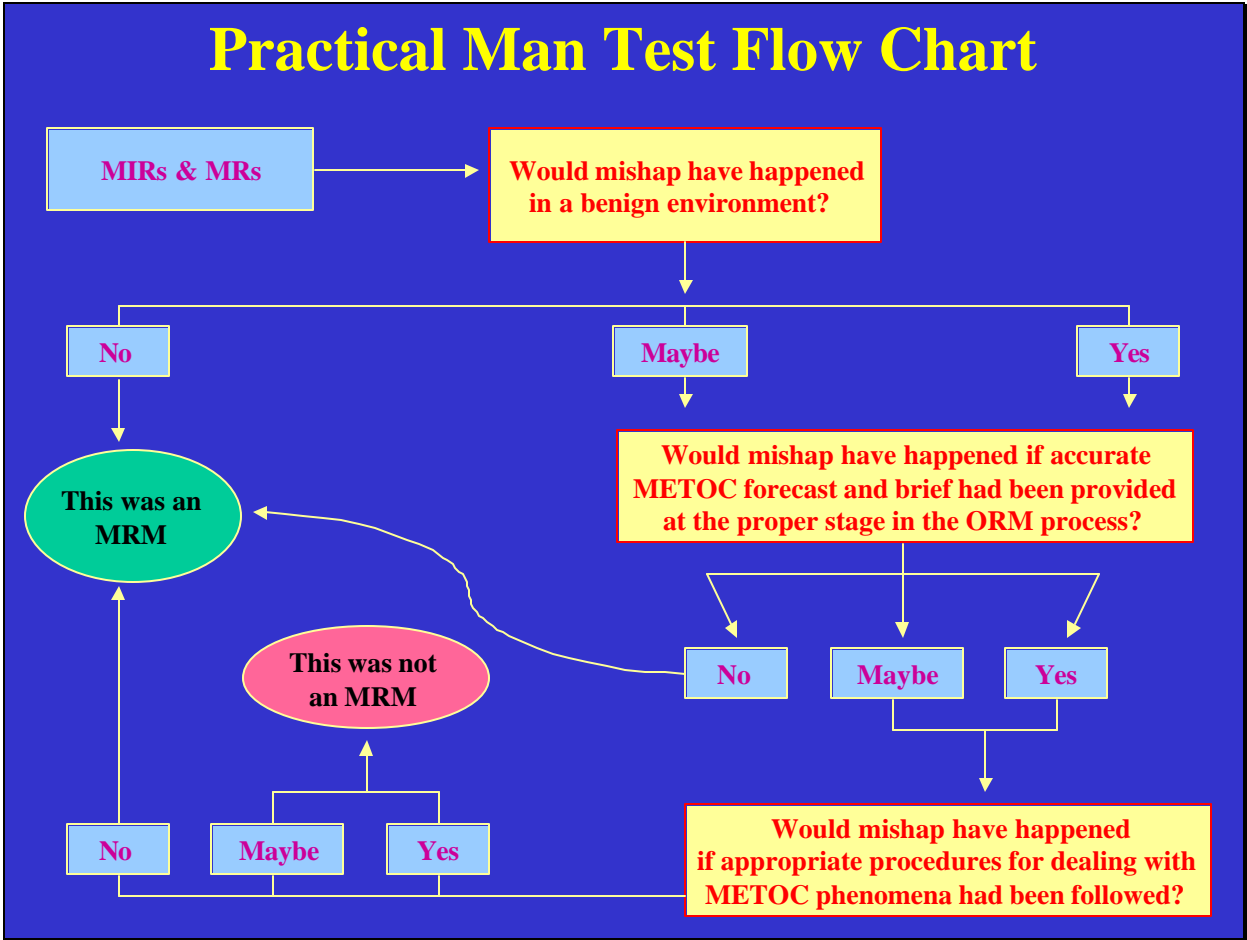 Practical Man Test Flow Chart
MIRs & MRs
Would mishap have happened
in a benign environment?
No
Maybe
Yes
This was an
MRM
Would mishap have happened if accurate
METOC forecast and brief had been provided
at the proper stage in the ORM process?
This was not
an MRM
No
Maybe
Yes
No
Maybe
Yes
Would mishap have happened
if appropriate procedures for dealing with
METOC phenomena had been followed?